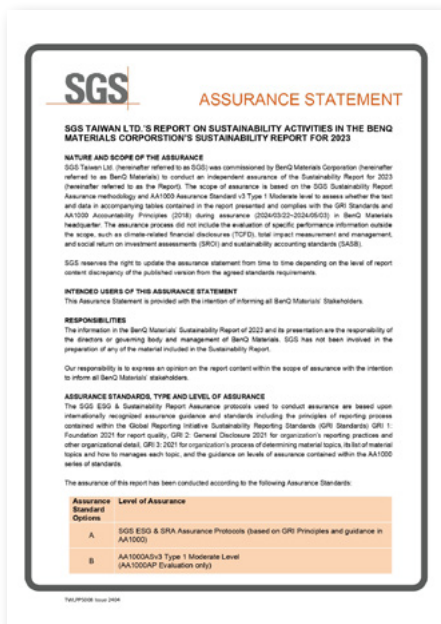 SGS
ASSURANCE STATEMENT
SGS TAIWAN LTD.'S REPORT ON SUSTAINABILITY ACTIVITIES IN THE BENQ
MATERIALS CORPORSTION'S SUSTAINABILITY REPORT FOR 2023
NATURE AND SCOPE OF THE ASSURANCE
SGS Taiwan Ltd. (hereinafter referred to as SGS) was commissioned by BenQ Materials Corporation (hereinafter
referred to as BenQ Materials) to conduct an independent assurance of the Sustainability Report for 2023
(hereinafter referred to as the Report). The scope of assurance is based on the SGS Sustainability Report
Assurance methodology and AA1000 Assurance Standard v3 Type 1 Moderate level to assess whether the text
and data in accompanying tables contained in the report presented and complies with the GRI Standards and
AA1000 Accountability Principles (2018) during assurance (2024/03/22~2024/05/03) in BenQ Materials
headquarter. The assurance process did not include the evaluation of specific performance information outside
the scope, such as climate-related financial disclosures (TCFD), total impact measurement and management,
and social return on investment assessments (SROI) and sustainability accounting standards (SASB).
SGS reserves the right to update the assurance statement from time to time depending on the level of report
content discrepancy of the published version from the agreed standards requirements.
INTENDED USERS OF THIS ASSURANCE STATEMENT
This Assurance Statement is provided with the intention of informing all BenQ Materials' Stakeholders.
RESPONSIBILITIES
The information in the BenQ Materials' Sustainability Report of 2023 and its presentation are the responsibility of
the directors or governing body and management of BenQ Materials. SGS has not been involved in the
preparation of any of the material included in the Sustainability Report.
Our responsibility is to express an opinion on the report content within the scope of assurance with the intention
to inform all BenQ Materials' stakeholders.
ASSURANCE STANDARDS, TYPE AND LEVEL OF ASSURANCE
The SGS ESG & Sustainability Report Assurance protocols used to conduct assurance are based upon
internationally recognized assurance guidance and standards including the principles of reporting process
contained within the Global Reporting Initiative Sustainability Reporting Standards (GRI Standards) GRI 1:
Foundation 2021 for report quality, GRI 2: General Disclosure 2021 for organization's reporting practices and
other organizational detail, GRI 3: 2021 for organization's process of determining material topics, its list of material
topics and how to manages each topic, and the guidance on levels of assurance contained within the AA1000
series of standards.
The assurance of this report has been conducted according to the following Assurance Standards:
Assurance Standard Options Level of Assurance
A SGS ESG & SRA Assurance Protocols (based on GRI Principles and guidance in
AA1000)
B AA1000ASv3 Type 1 Moderate Level
(AA1000AP Evaluation only)
TWLPP5008 Issue 2404